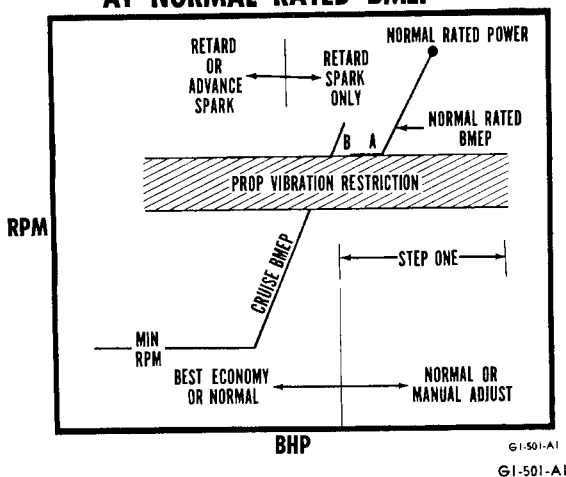 AT NORMAL RATED BMEP
NORMAL RATED POWER
RETARD
OR
ADVANCE
SPARK
RETARD
SPARK
ONLY
B A
NORMAL RATED
BMEP
PROP VIBRATION RESTRICTION
RPM
CRUISE BMEP
STEP ONE
MIN
RPM
BEST ECONOMY
OR NORMAL
NORMAL OR
MANUAL ADJUST
BHP
G1-501-A1
G1-501-A1